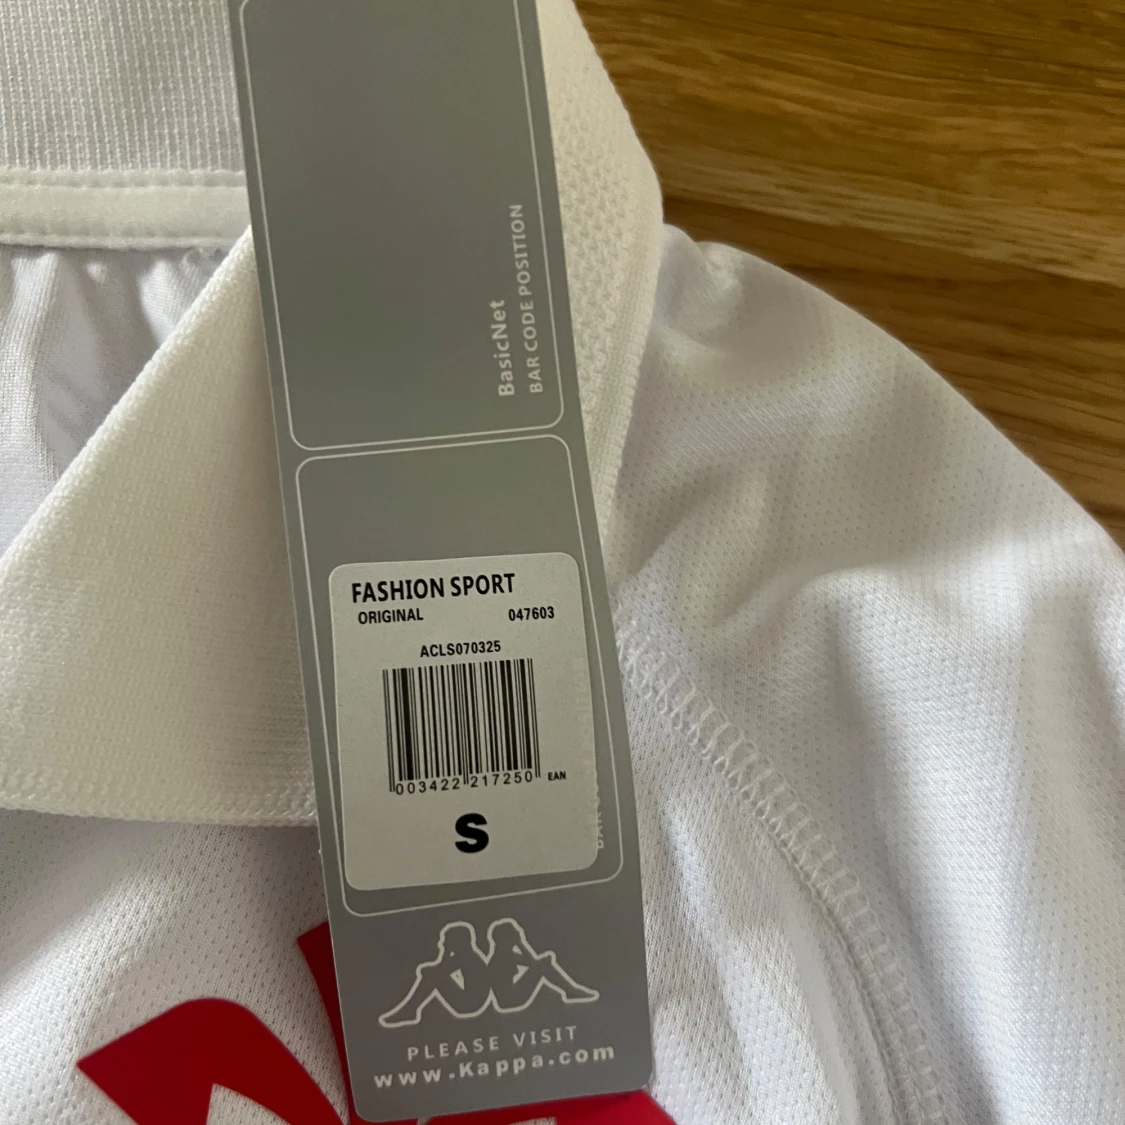 BasicNet
BAR CODE POSITION
FASHION SPORT
ORIGINAL 047603
ACLS070325
003422 217250 EAN
S
PLEASE VISIT
www.Kappa.com